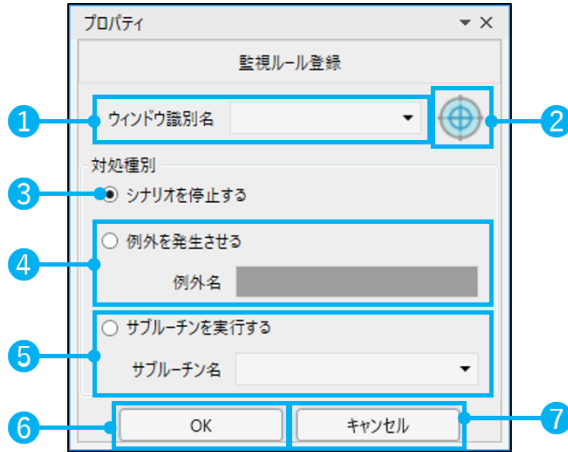 プロパティ
監視ルール登録
1 ウィンドウ識別名 2
対処種別
3 シナリオを停止する
例外を発生させる
4
例外名
サブルーチンを実行する
5
サブルーチン名
6 OK キャンセル 7